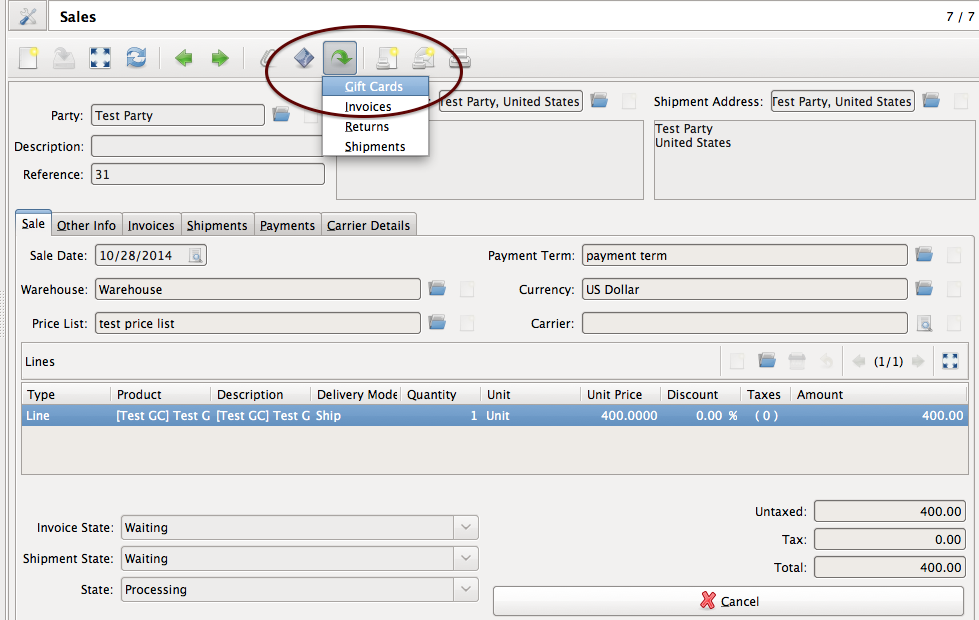 Sales
7 / 7
Gift Cards
Invoices
Returns
Shipments
Party: Test Party
Test Party, United States
Shipment Address: Test Party, United States
Description:
Reference: 31
Test Party
United States
Sale
Other Info
Invoices
Shipments
Payments
Carrier Details
Sale Date: 10/28/2014
Payment Term: payment term
Warehouse: Warehouse
Currency: US Dollar
Price List: test price list
Carrier:
Lines
(1/1)
Type Product Description Delivery Mode Quantity Unit Unit Price Discount Taxes Amount
Line [Test GC] Test G [Test GC] Test G Ship 1 Unit 400.0000 0.00 % ( 0 ) 400.00
Untaxed: 400.00
Invoice State: Waiting
Tax: 0.00
Shipment State: Waiting
Total: 400.00
State: Processing
Cancel